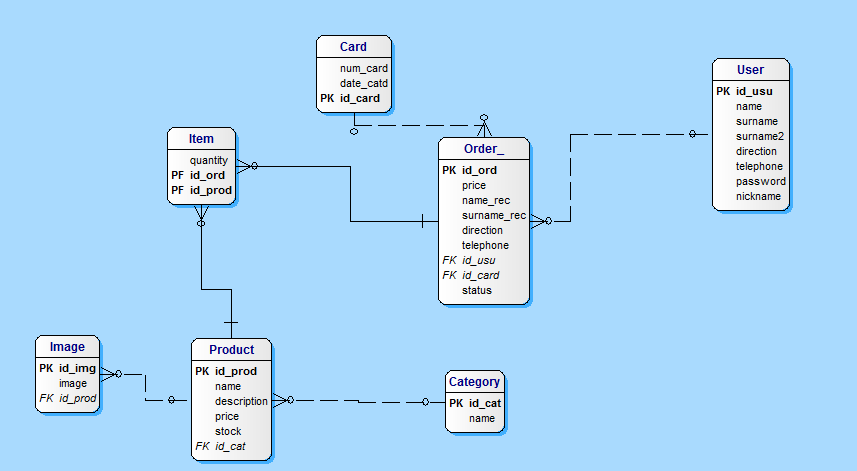 Card
num_card
date_catd
PK id_card
User
PK id_usu
name
surname
surname2
direction
telephone
password
nickname
Item
quantity
PF id_ord
PF id_prod
Order_
PK id_ord
price
name_rec
surname_rec
direction
telephone
FK id_usu
FK id_card
status
Image
PK id_img
image
FK id_prod
Product
PK id_prod
name
description
price
stock
FK id_cat
Category
PK id_cat
name